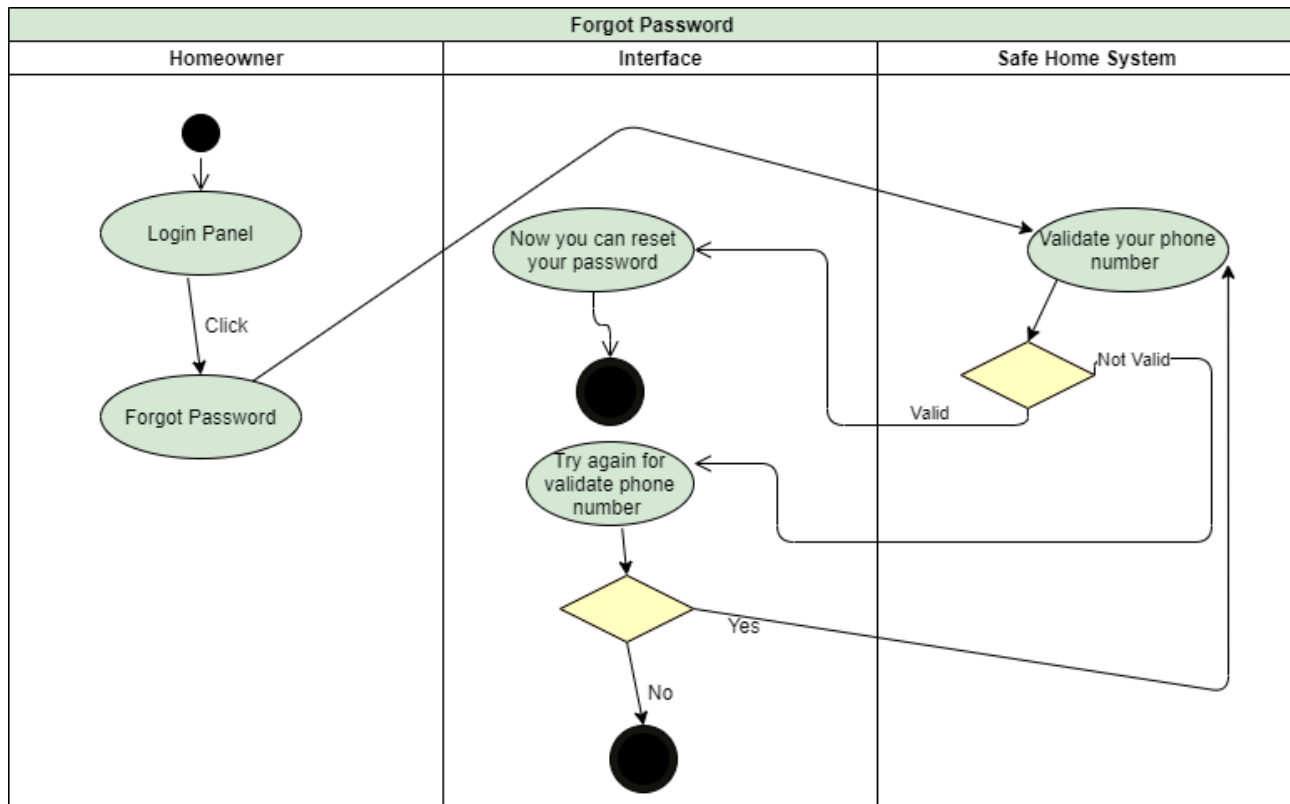 Forgot Password
Homeowner
Interface
Safe Home System
Login Panel
Click
Forgot Password
Now you can reset
your password
Validate your phone
number
Not Valid
Valid
Try again for
validate phone
number
Yes
No